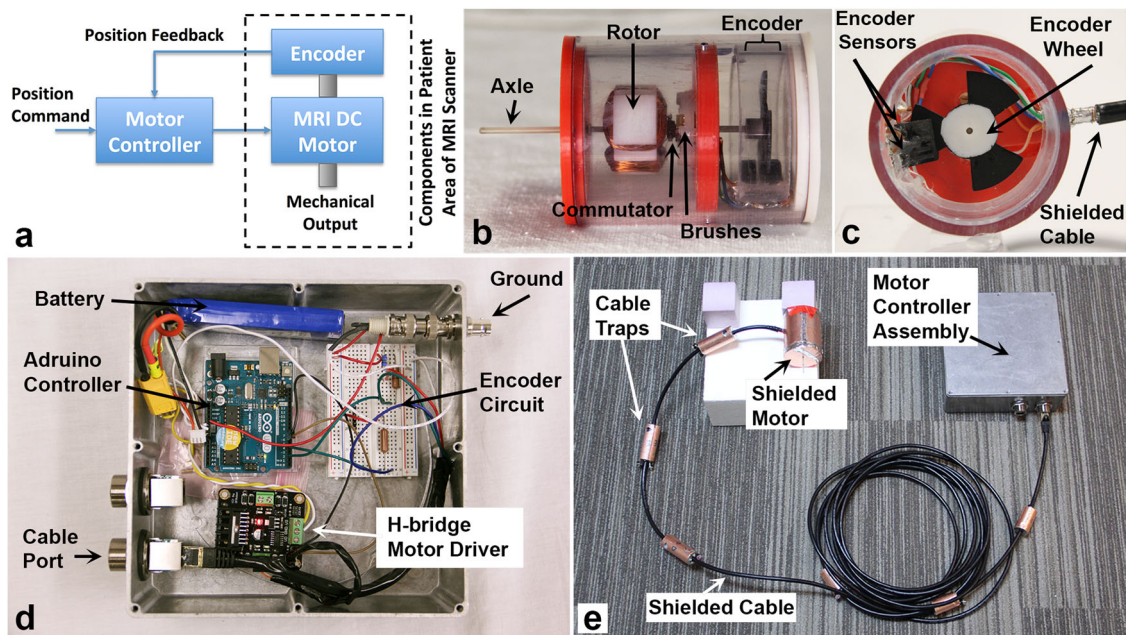 Position Feedback
Encoder
Position
Command
Motor
Controller
MRI DC
Motor
Mechanical
Output
Components in Patient
Area of MRI Scanner
a
Rotor
Encoder
Axle
Commutator
Brushes
b
Encoder
Sensors
Encoder
Wheel
Shielded
Cable
c
Battery
Ground
Adruino
Controller
Encoder
Circuit
ARDUINO
H-bridge
Motor Driver
Cable
Port
d
Cable
Traps
Motor
Controller
Assembly
Shielded
Motor
Shielded Cable
e